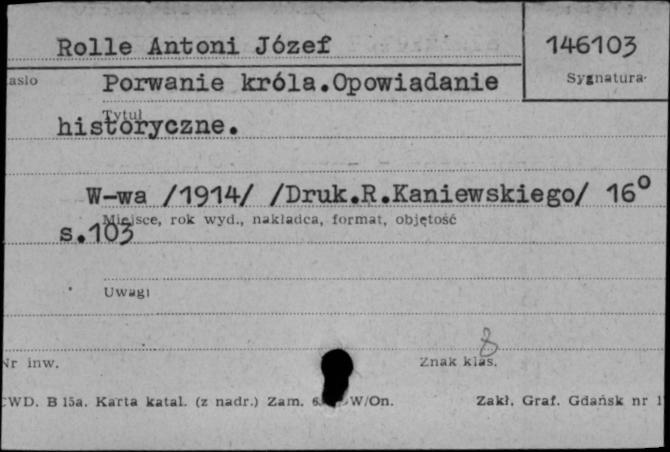 Rolle Antoni Józef
146103
Sygnatura
asło
Porwanie króla.Opowiadanie
Tytuł
historyczne.
W-wa /1914/ /Druk.R.Kaniewskiego/ 16°
Miejsce, rok wyd., nakładca, format, objętość
s.103
Uwagi
8
Nr inw.
Znak klas.
CWD. B 15a. Karta katal. (z nadr.) Zam. W/On.
Zakł. Graf. Gdańsk nr 1